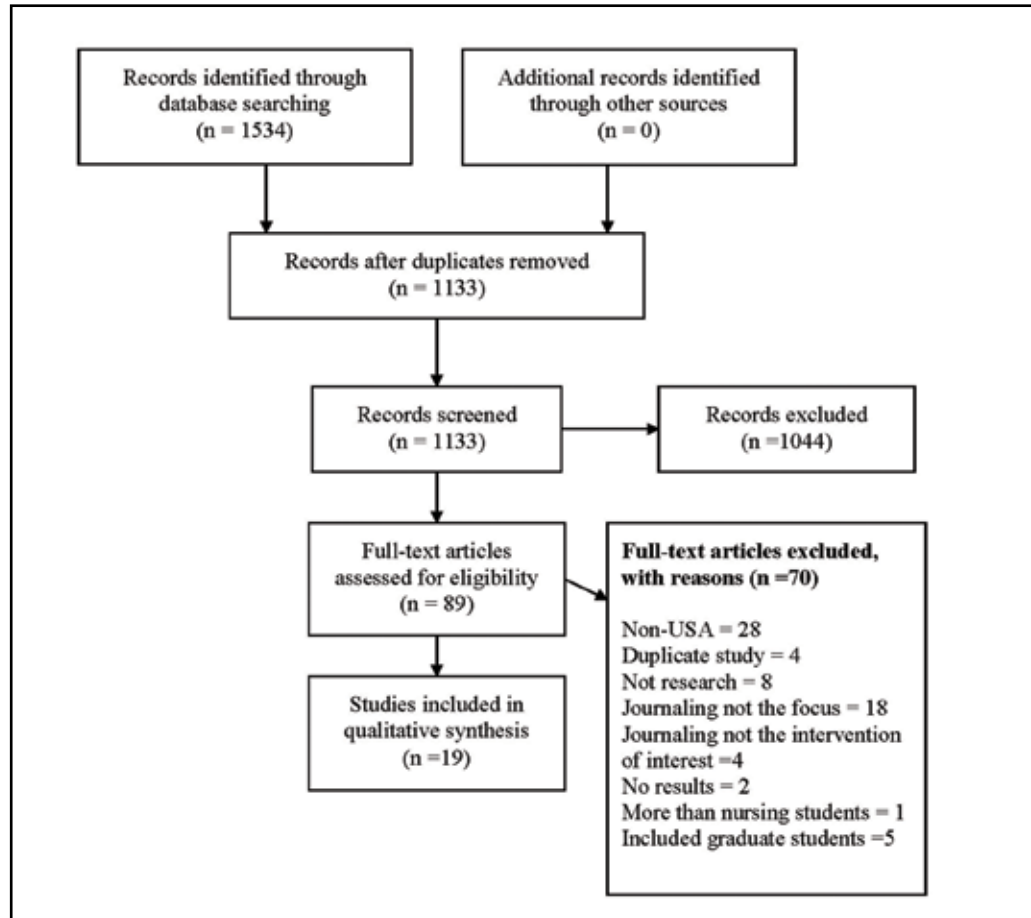 Records identified through
database searching
(n = 1534)
Additional records identified
through other sources
(n = 0)
Records after duplicates removed
(n = 1133)
Records screened
(n = 1133)
Records excluded
(n =1044)
Full-text articles
assessed for eligibility
(n = 89)
Full-text articles excluded,
with reasons (n =70)
Non-USA = 28
Duplicate study = 4
Not research = 8
Journaling not the focus = 18
Journaling not the intervention
of interest =4
No results = 2
More than nursing students = 1
Included graduate students =5
Studies included in
qualitative synthesis
(n =19)